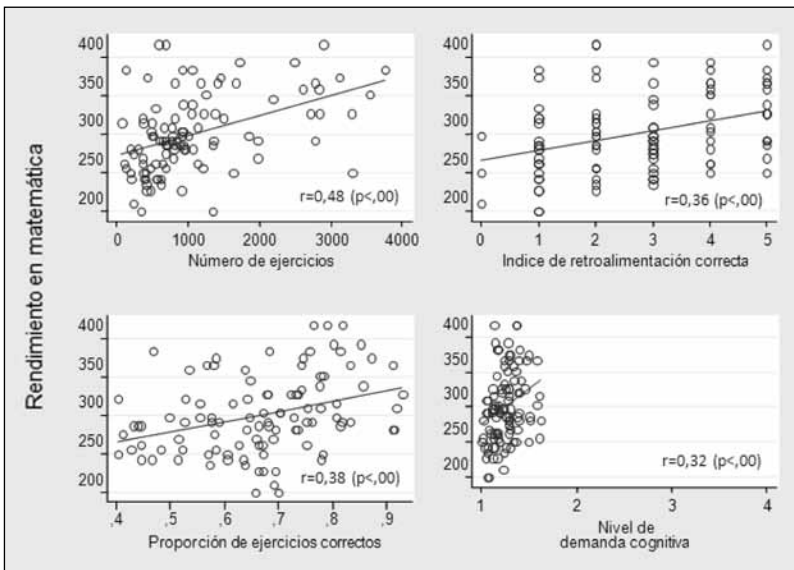 Rendimiento en matemática
400
350
300
250
200
0 1000 2000 3000 4000
Número de ejercicios
r=0,48 (p<,00)
400
350
300
250
200
0 1 2 3 4 5
Indice de retroalimentación correcta
r=0,36 (p<,00)
400
350
300
250
200
,4 ,5 ,6 ,7 ,8 ,9
Proporción de ejercicios correctos
r=0,38 (p<,00)
400
350
300
250
200
1 2 3 4
Nivel de
demanda cognitiva
r=0,32 (p<,00)